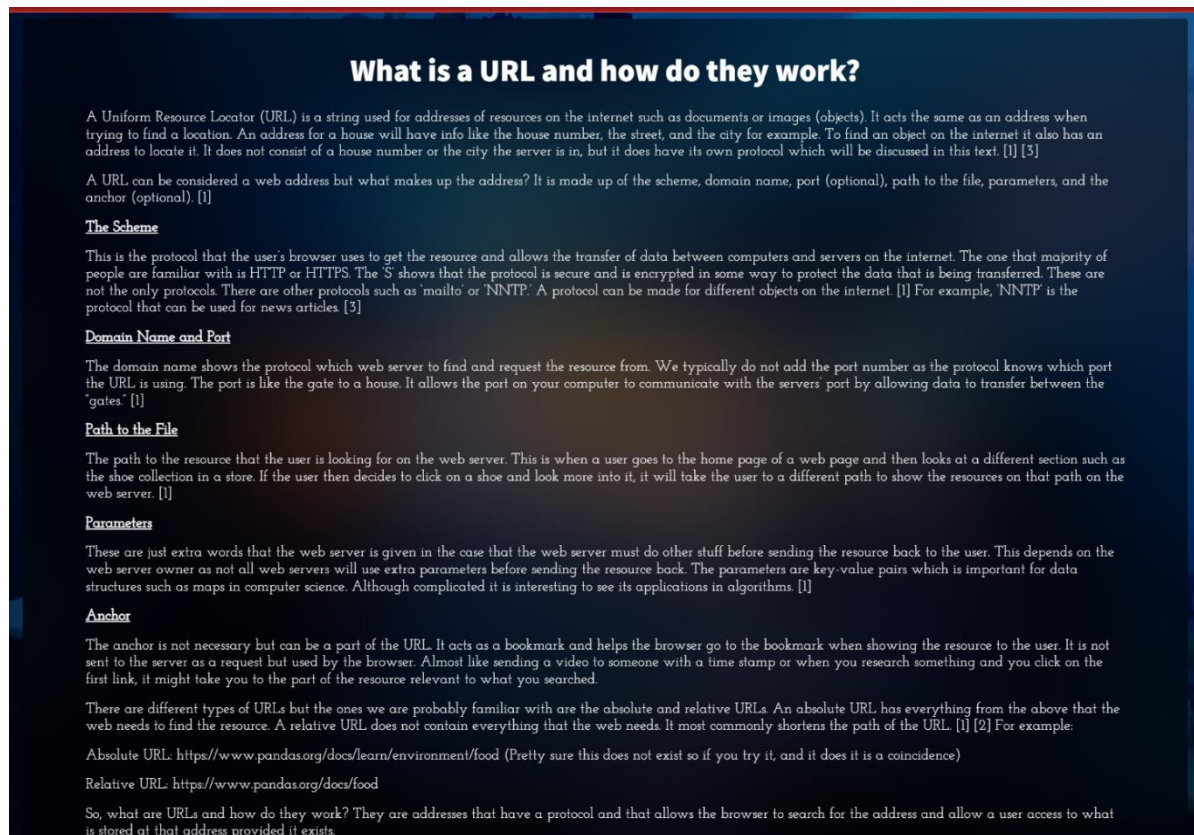 What is a URL and how do they work?
A Uniform Resource Locator (URL) is a string used for addresses of resources on the internet such as documents or images (objects). It acts the same as an address when
trying to find a location. An address for a house will have info like the house number, the street, and the city for example. To find an object on the internet it also has an
address to locate it. It does not consist of a house number or the city the server is in, but it does have its own protocol which will be discussed in this text. [1] [3]
A URL can be considered a web address but what makes up the address? It is made up of the scheme, domain name, port (optional), path to the file, parameters, and the
anchor (optional). [1]
The Scheme
This is the protocol that the user's browser uses to get the resource and allows the transfer of data between computers and servers on the internet. The one that majority of
people are familiar with is HTTP or HTTPS. The 'S' shows that the protocol is secure and is encrypted in some way to protect the data that is being transferred. These are
not the only protocols. There are other protocols such as 'mailto' or 'NNTP.' A protocol can be made for different objects on the internet. [1] For example, 'NNTP' is the
protocol that can be used for news articles. [3]
Domain Name and Port
The domain name shows the protocol which web server to find and request the resource from. We typically do not add the port number as the protocol knows which port
the URL is using. The port is like the gate to a house. It allows the port on your computer to communicate with the servers' port by allowing data to transfer between the
"gates." [1]
Path to the File
The path to the resource that the user is looking for on the web server. This is when a user goes to the home page of a web page and then looks at a different section such as
the shoe collection in a store. If the user then decides to click on a shoe and look more into it, it will take the user to a different path to show the resources on that path on the
web server. [1]
Parameters
These are just extra words that the web server is given in the case that the web server must do other stuff before sending the resource back to the user. This depends on the
web server owner as not all web servers will use extra parameters before sending the resource back. The parameters are key-value pairs which is important for data
structures such as maps in computer science. Although complicated it is interesting to see its applications in algorithms. [1]
Anchor
The anchor is not necessary but can be a part of the URL. It acts as a bookmark and helps the browser go to the bookmark when showing the resource to the user. It is not
sent to the server as a request but used by the browser. Almost like sending a video to someone with a time stamp or when you research something and you click on the
first link, it might take you to the part of the resource relevant to what you searched.
There are different types of URLs but the ones we are probably familiar with are the absolute and relative URLs. An absolute URL has everything from the above that the
web needs to find the resource. A relative URL does not contain everything that the web needs. It most commonly shortens the path of the URL. [1] [2] For example:
Absolute URL: https://www.pandas.org/docs/learn/environment/food (Pretty sure this does not exist so if you try it, and it does it is a coincidence)
Relative URL: https://www.pandas.org/docs/food
So, what are URLs and how do they work? They are addresses that have a protocol and that allows the browser to search for the address and allow a user access to what
is stored at that address provided it exists.